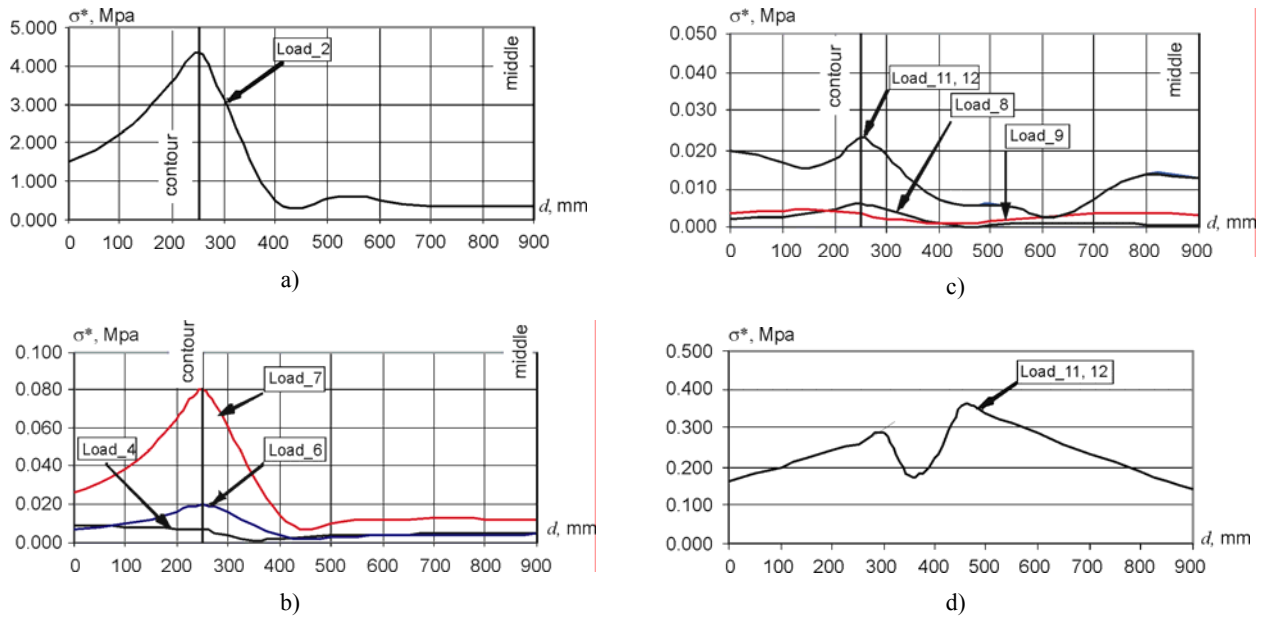 σ*, Mpa
5.000
4.000
3.000
2.000
1.000
0.000
Load_2
contour
middle
d, mm
0 100 200 300 400 500 600 700 800 900
a)
σ*, Mpa
0.100
0.080
0.060
0.040
0.020
0.000
contour
middle
Load_7
Load_4
Load_6
d, mm
0 100 200 300 400 500 600 700 800 900
b)
σ*, Mpa
0.050
0.040
0.030
0.020
0.010
0.000
contour
middle
Load_11, 12
Load_8
Load_9
d, mm
0 100 200 300 400 500 600 700 800 900
c)
σ*, Mpa
0.500
0.400
0.300
0.200
0.100
0.000
Load_11, 12
d, mm
0 100 200 300 400 500 600 700 800 900
d)